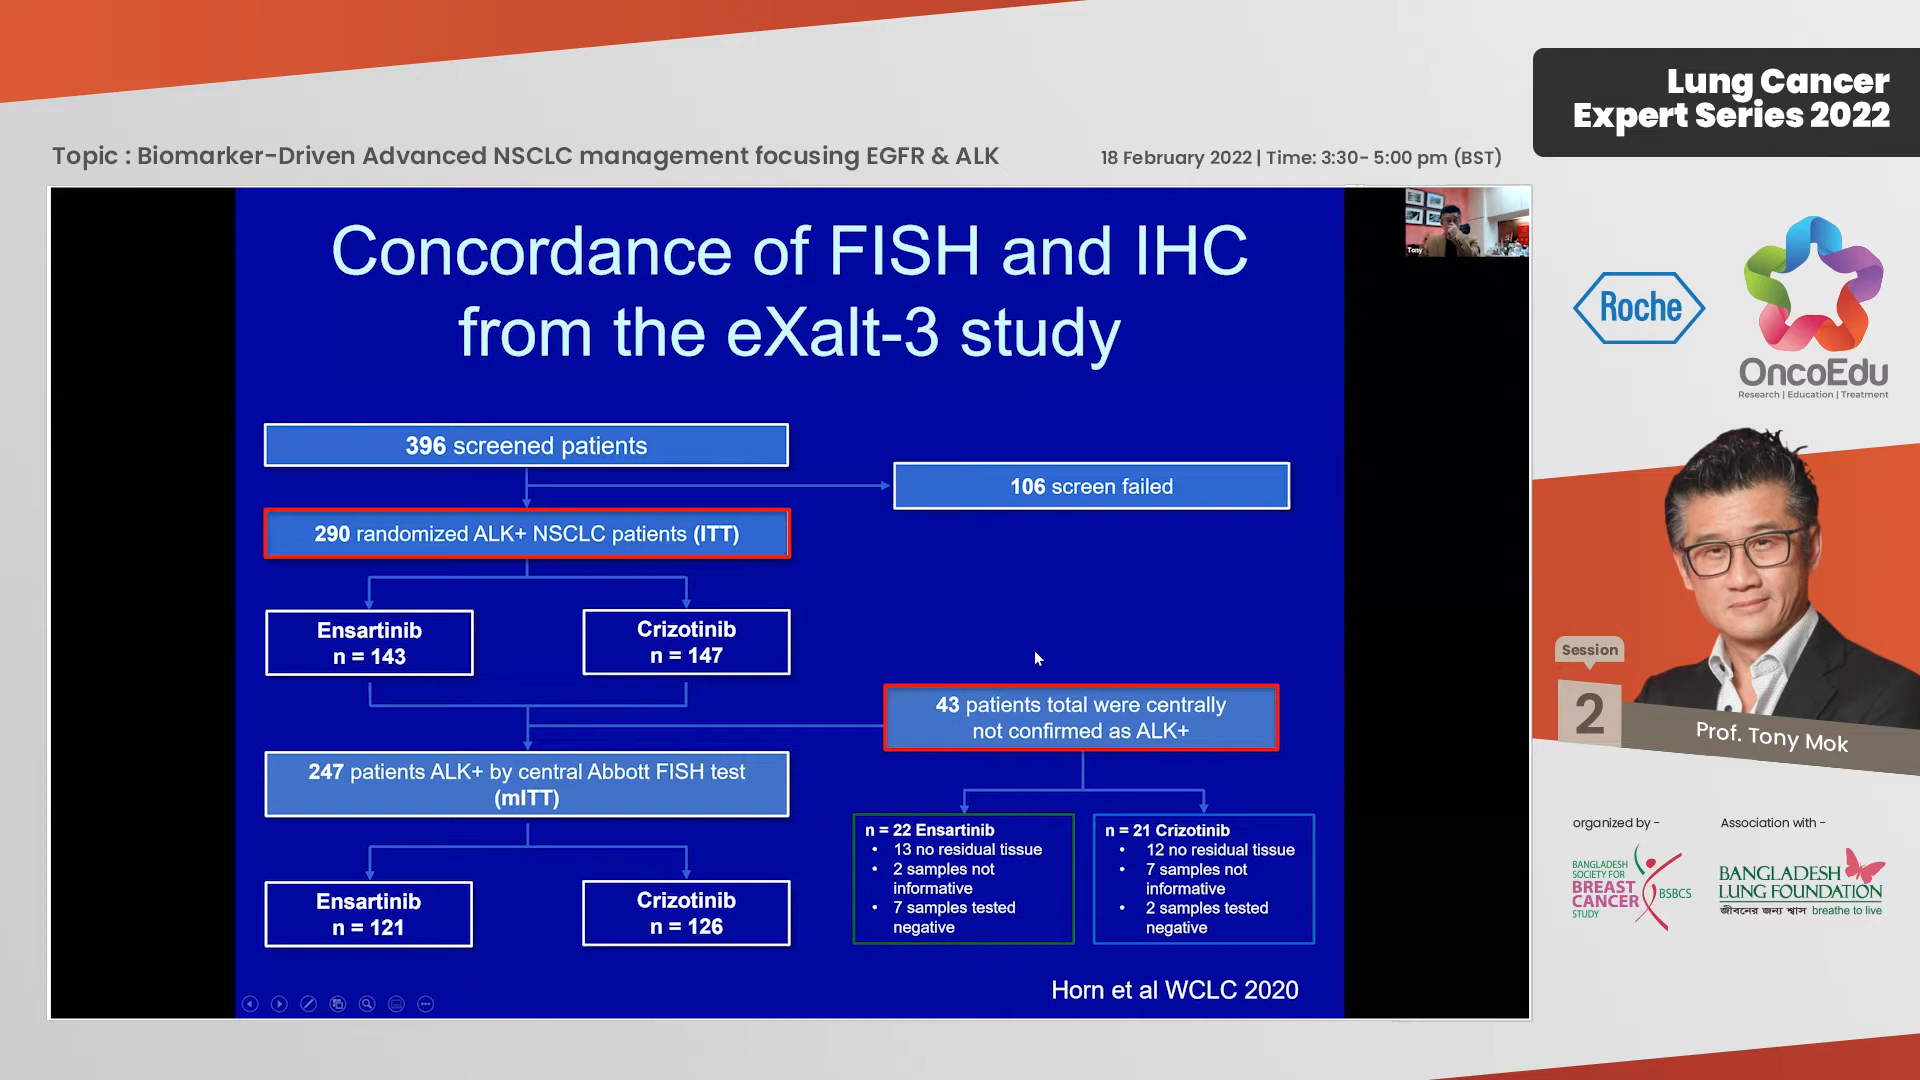 Lung Cancer
Expert Series 2022
Topic : Biomarker-Driven Advanced NSCLC management focusing EGFR & ALK
18 February 2022 | Time: 3:30- 5:00 pm (BST)
Concordance of FISH and IHC
from the eXalt-3 study
396 screened patients
106 screen failed
290 randomized ALK+ NSCLC patients (ITT)
Ensartinib
n = 143
Crizotinib
n = 147
43 patients total were centrally
not confirmed as ALK+
247 patients ALK+ by central Abbott FISH test
(mITT)
Ensartinib
n = 121
Crizotinib
n = 126
n = 22 Ensartinib
• 13 no residual tissue
• 2 samples not
informative
• 7 samples tested
negative
n = 21 Crizotinib
• 12 no residual tissue
• 7 samples not
informative
• 2 samples tested
negative
Horn et al WCLC 2020
Tony
Roche
OncoEdu
Research | Education | Treatment
Session
2
Prof. Tony Mok
organized by -
Association with -
BANGLADESH
SOCIETY FOR
BREAST
CANCER
STUDY
BSBCS
BANGLADESH
LUNG FOUNDATION
জীবনের জন্য শ্বাস breathe to live